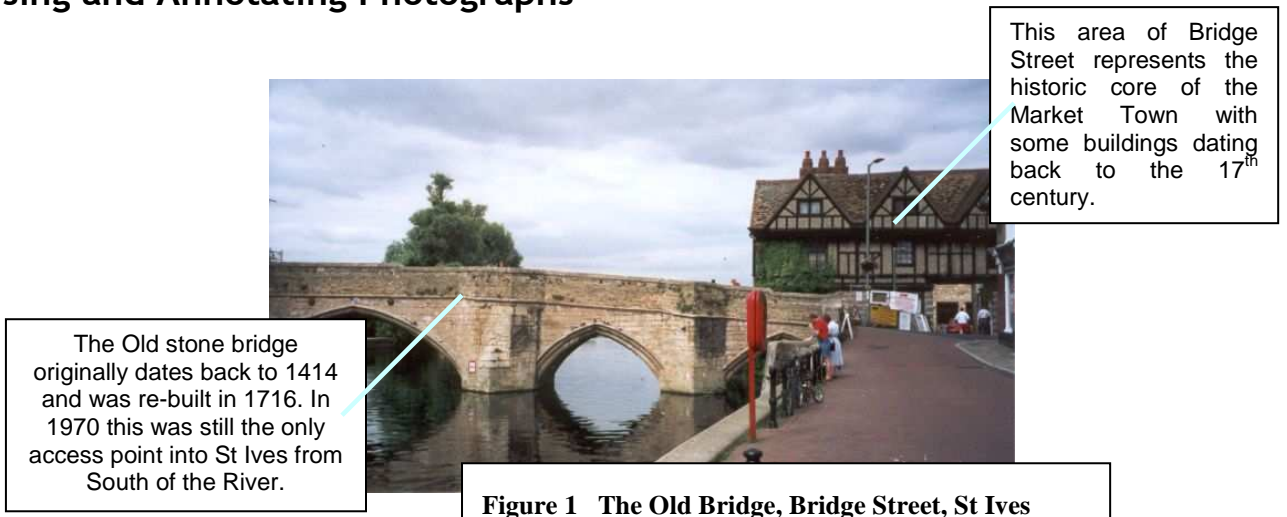 sing and Annotating Photographs
This area of Bridge
Street represents the
historic core of the
Market Town with
some buildings dating
back to the 17th
century.
The Old stone bridge
originally dates back to 1414
and was re-built in 1716. In
1970 this was still the only
access point into St Ives from
South of the River.
Figure 1 The Old Bridge, Bridge Street, St Ives